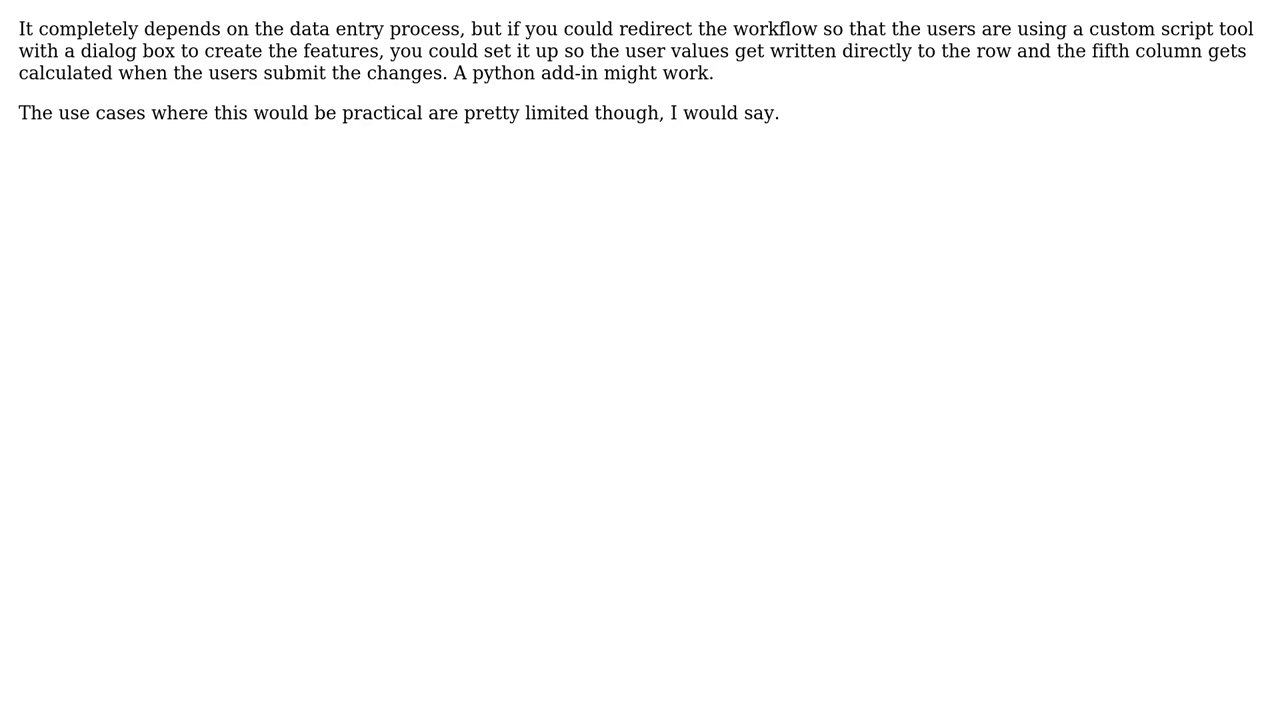 It completely depends on the data entry process, but if you could redirect the workflow so that the users are using a custom script tool
with a dialog box to create the features, you could set it up so the user values get written directly to the row and the fifth column gets
calculated when the users submit the changes. A python add-in might work.
The use cases where this would be practical are pretty limited though, I would say.